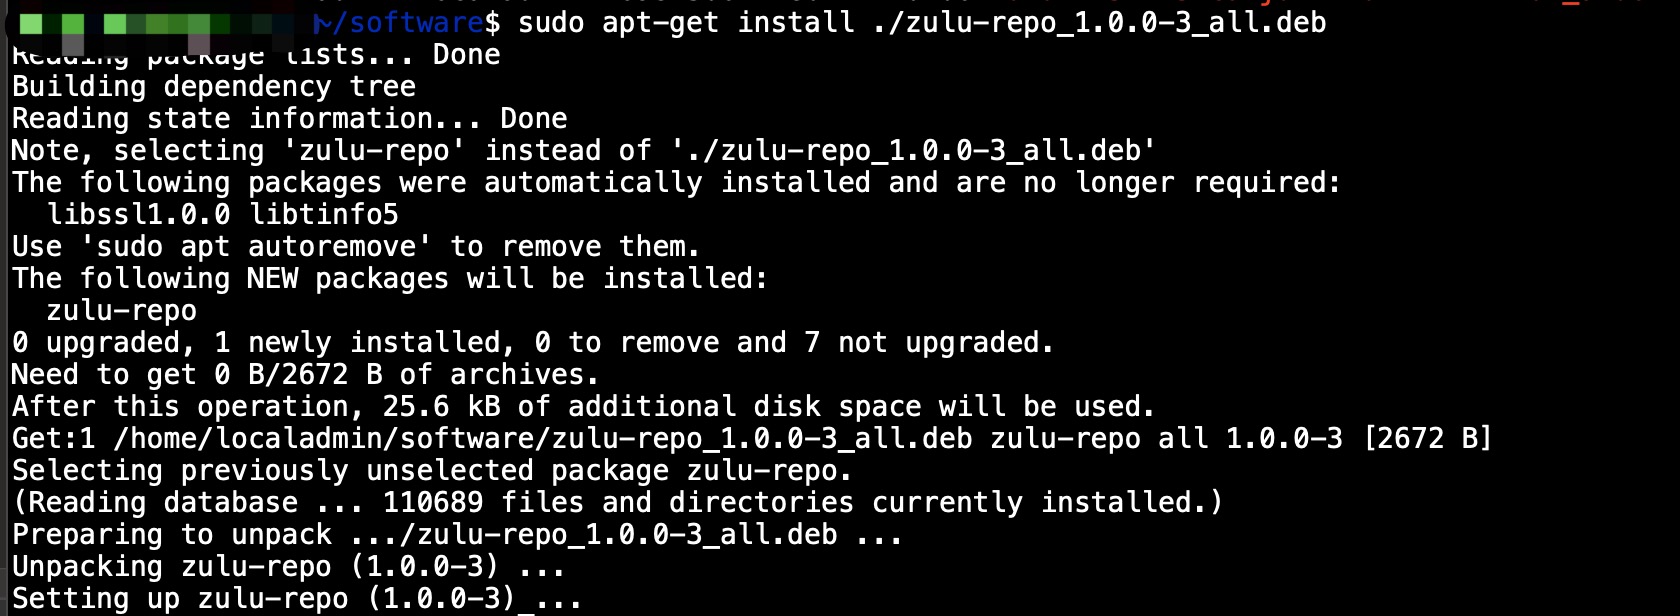 ~/software$ sudo apt-get install ./zulu-repo_1.0.0-3_all.deb
Reading package lists... Done
Building dependency tree
Reading state information... Done
Note, selecting 'zulu-repo' instead of './zulu-repo_1.0.0-3_all.deb'
The following packages were automatically installed and are no longer required:
  libssl1.0.0 libtinfo5
Use 'sudo apt autoremove' to remove them.
The following NEW packages will be installed:
  zulu-repo
0 upgraded, 1 newly installed, 0 to remove and 7 not upgraded.
Need to get 0 B/2672 B of archives.
After this operation, 25.6 kB of additional disk space will be used.
Get:1 /home/localadmin/software/zulu-repo_1.0.0-3_all.deb zulu-repo all 1.0.0-3 [2672 B]
Selecting previously unselected package zulu-repo.
(Reading database ... 110689 files and directories currently installed.)
Preparing to unpack .../zulu-repo_1.0.0-3_all.deb ...
Unpacking zulu-repo (1.0.0-3) ...
Setting up zulu-repo (1.0.0-3) ...